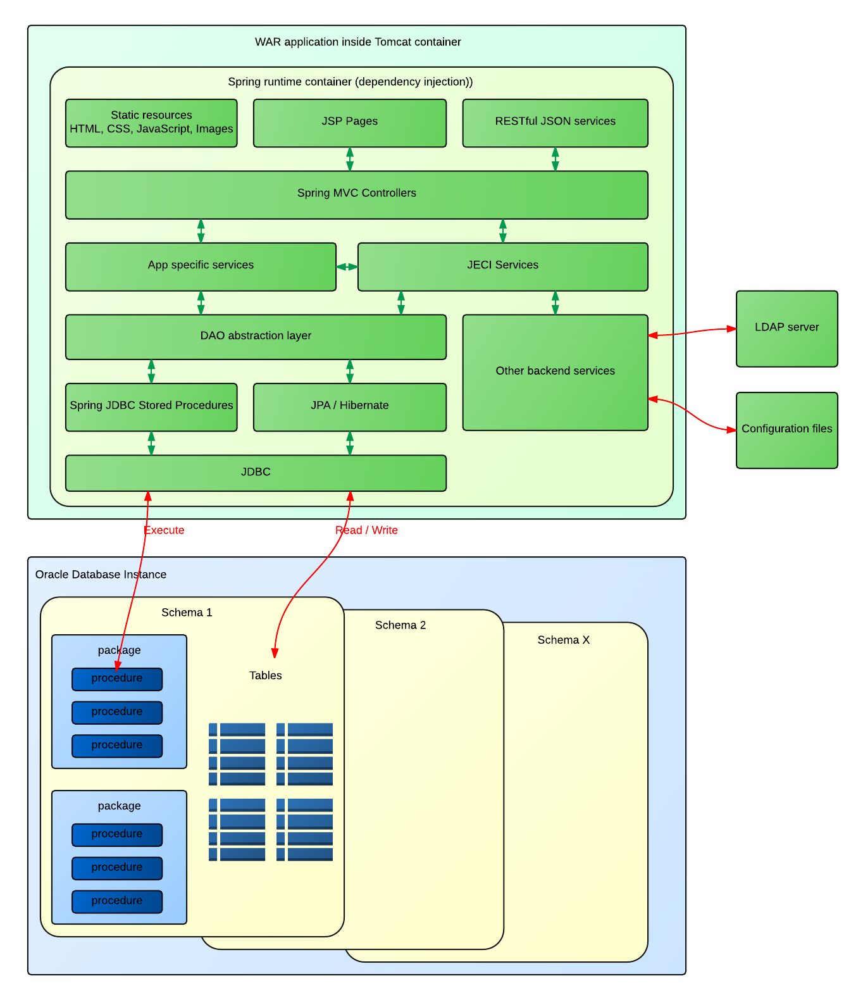 WAR application inside Tomcat container
Spring runtime container (dependency injection))
Static resources
HTML, CSS, JavaScript, Images
JSP Pages
RESTful JSON services
Spring MVC Controllers
App specific services
JECI Services
DAO abstraction layer
Other backend services
LDAP server
Spring JDBC Stored Procedures
JPA / Hibernate
Configuration files
JDBC
Execute
Read / Write
Oracle Database Instance
Schema 1
Schema 2
Schema X
package
procedure
procedure
procedure
Tables
package
procedure
procedure
procedure